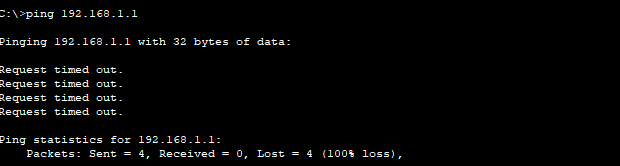 C:\>ping 192.168.1.1
Pinging 192.168.1.1 with 32 bytes of data:
Request timed out.
Request timed out.
Request timed out.
Request timed out.
Ping statistics for 192.168.1.1:
Packets: Sent = 4, Received = 0, Lost = 4 (100% loss),